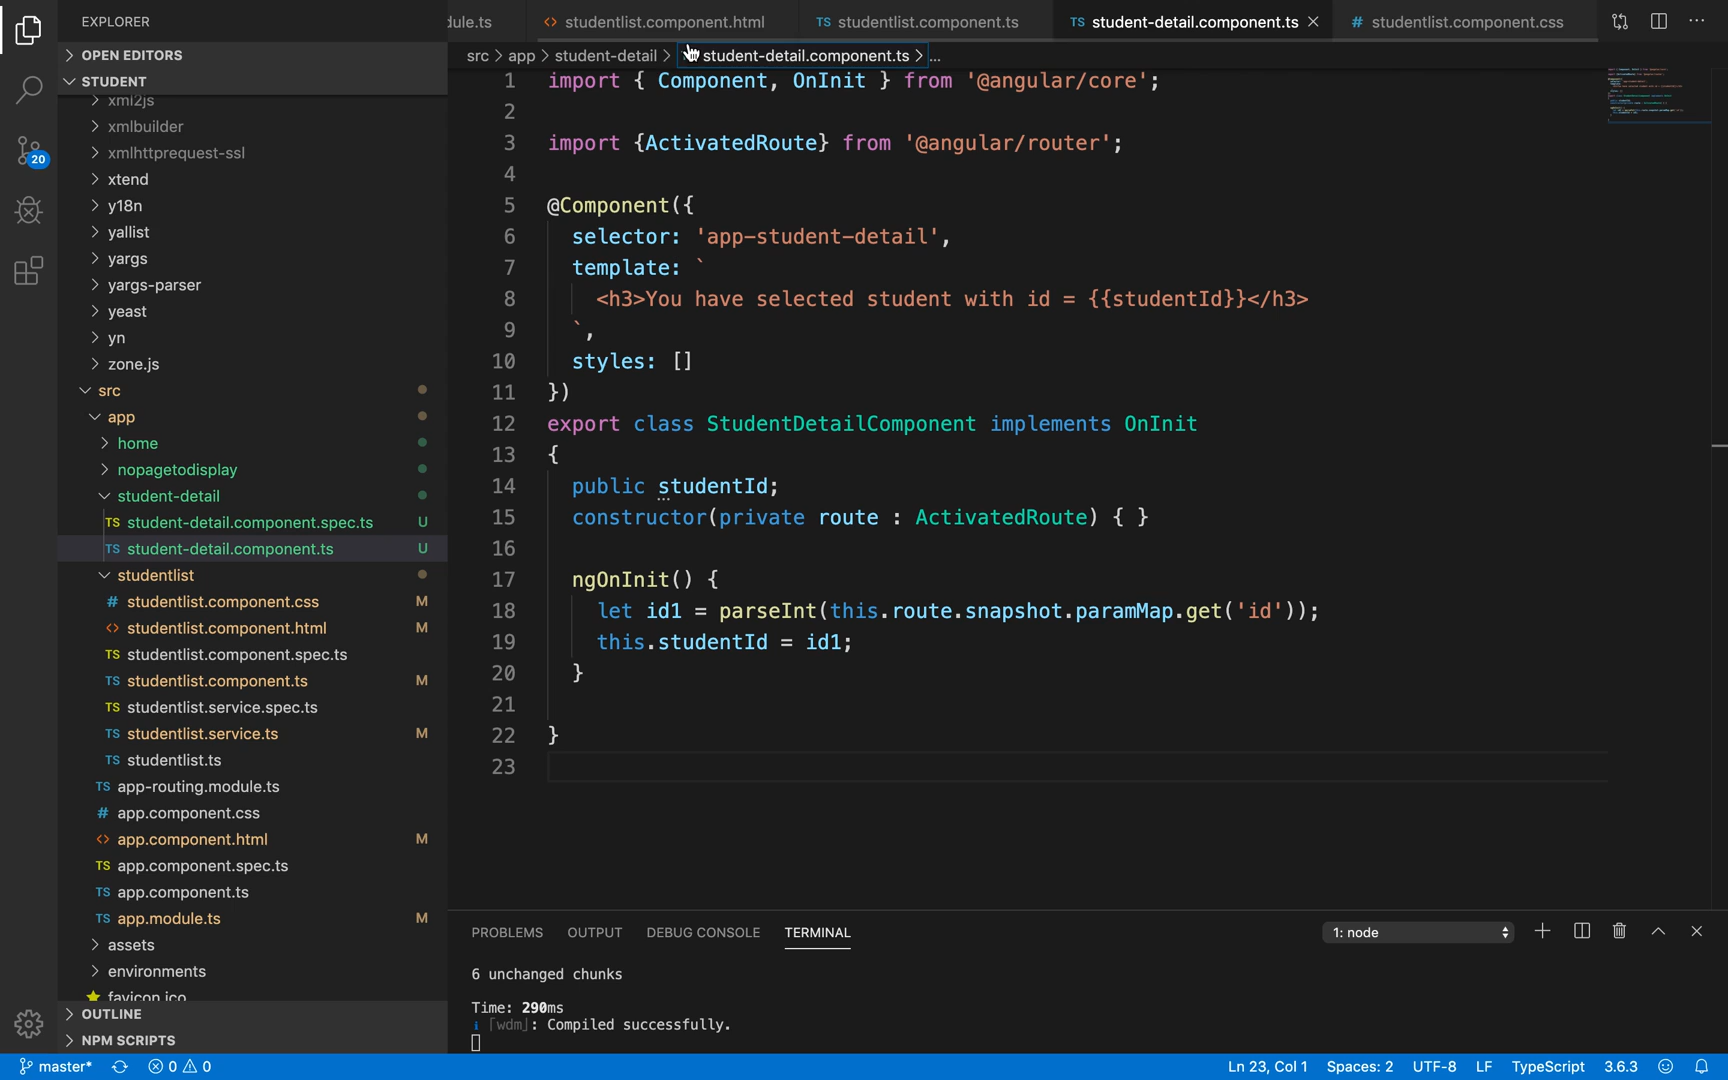 EXPLORER
OPEN EDITORS
STUDENT
xml2js
xmlbuilder
xmlhttprequest-ssl
xtend
y18n
yallist
yargs
yargs-parser
yeast
yn
zone.js
src
app
home
nopagetodisplay
student-detail
TS student-detail.component.spec.ts U
TS student-detail.component.ts U
studentlist
# studentlist.component.css M
<> studentlist.component.html M
TS studentlist.component.spec.ts
TS studentlist.component.ts M
TS studentlist.service.spec.ts
TS studentlist.service.ts M
TS studentlist.ts
TS app-routing.module.ts
# app.component.css
<> app.component.html M
TS app.component.spec.ts
TS app.component.ts
TS app.module.ts M
assets
environments
favicon.ico
OUTLINE
NPM SCRIPTS
20
dule.ts <> studentlist.component.html TS studentlist.component.ts TS student-detail.component.ts # studentlist.component.css
src > app > student-detail > student-detail.component.ts > ...
1 import { Component, OnInit } from '@angular/core';
2
3 import {ActivatedRoute} from '@angular/router';
4
5 @Component({
6 selector: 'app-student-detail',
7 template: `
8 <h3>You have selected student with id = {{studentId}}</h3>
9 `,
10 styles: []
11 })
12 export class StudentDetailComponent implements OnInit
13 {
14 public studentId;
15 constructor(private route : ActivatedRoute) { }
16
17 ngOnInit() {
18 let id1 = parseInt(this.route.snapshot.paramMap.get('id'));
19 this.studentId = id1;
20 }
21
22 }
23
PROBLEMS OUTPUT DEBUG CONSOLE TERMINAL 1: node
6 unchanged chunks
Time: 290ms
i ｢wdm｣: Compiled successfully.
master* 0 0 Ln 23, Col 1 Spaces: 2 UTF-8 LF TypeScript 3.6.3